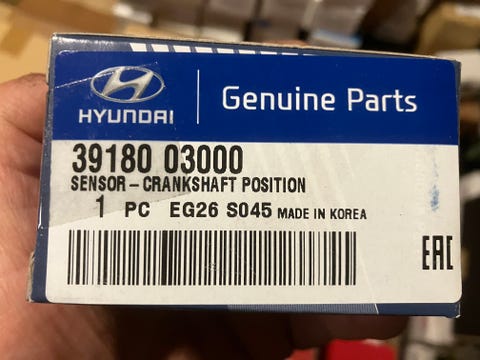 HYUNDAI
Genuine Parts
39180 03000
SENSOR-CRANKSHAFT POSITION
1 PC EG26 S045 MADE IN KOREA
EAC